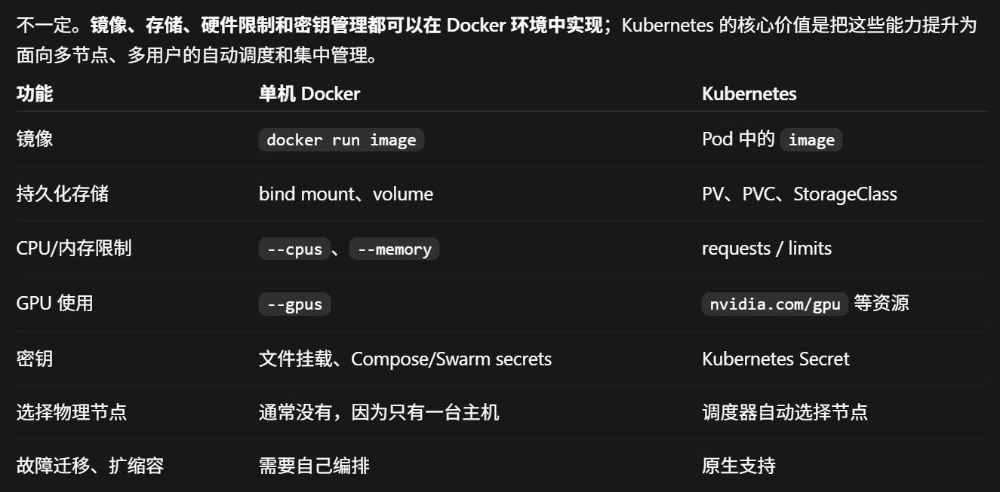 不一定。镜像、存储、硬件限制和密钥管理都可以在 Docker 环境中实现；Kubernetes 的核心价值是把这些能力提升为
面向多节点、多用户的自动调度和集中管理。
功能 单机 Docker Kubernetes
镜像 docker run image Pod 中的 image
持久化存储 bind mount、volume PV、PVC、StorageClass
CPU/内存限制 --cpus、--memory requests / limits
GPU 使用 --gpus nvidia.com/gpu 等资源
密钥 文件挂载、Compose/Swarm secrets Kubernetes Secret
选择物理节点 通常没有，因为只有一台主机 调度器自动选择节点
故障迁移、扩缩容 需要自己编排 原生支持